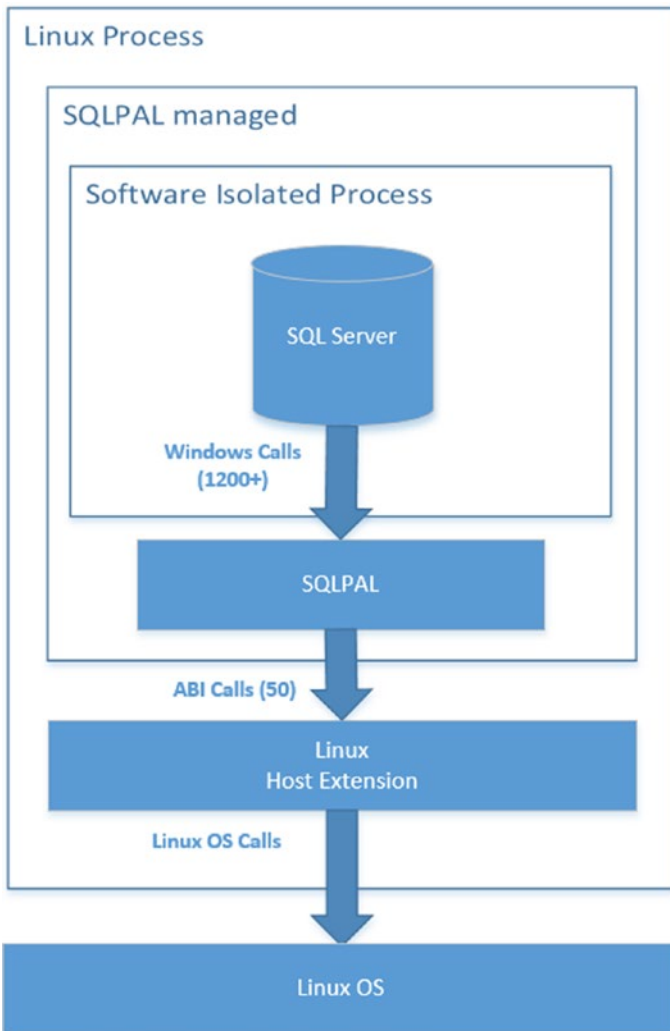 Linux Process
SQLPAL managed
Software Isolated Process
SQL Server
Windows Calls
(1200+)
SQLPAL
ABI Calls (50)
Linux
Host Extension
Linux OS Calls
Linux OS